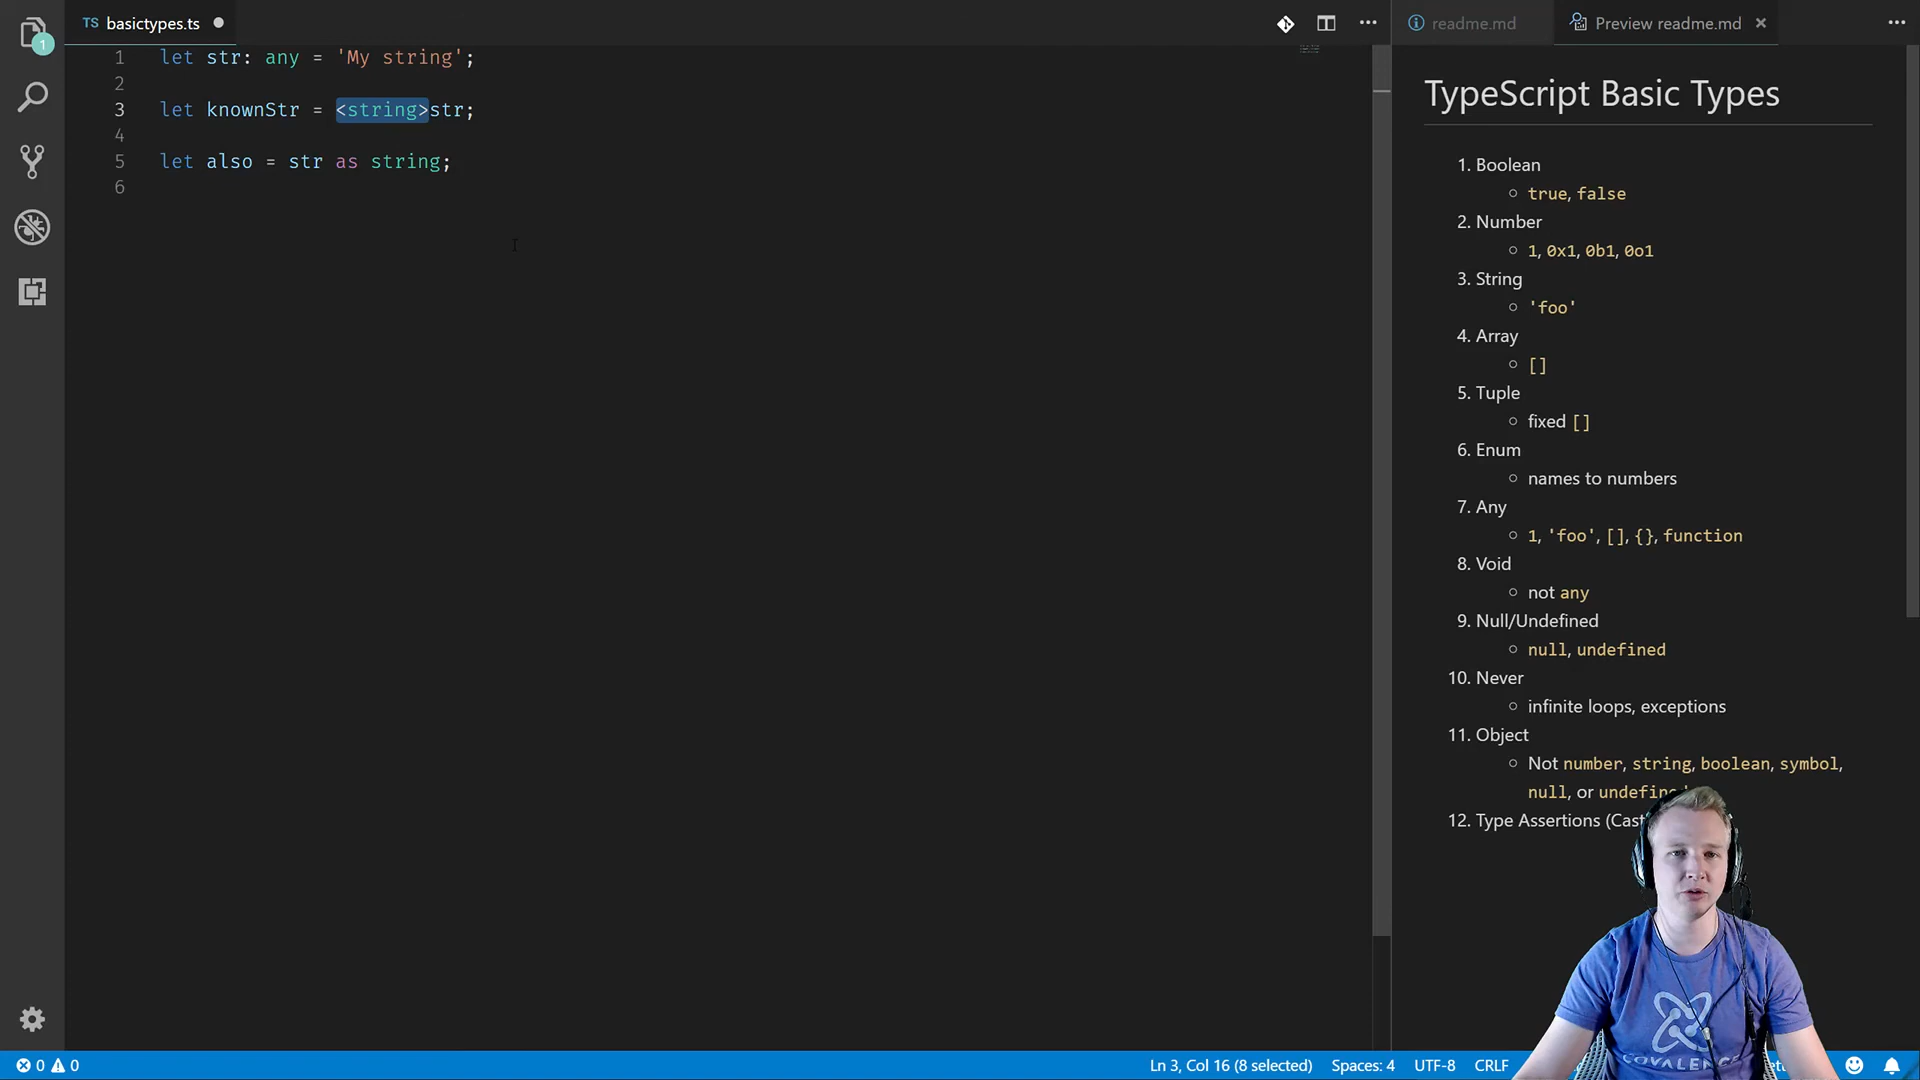 TS basictypes.ts
1 let str: any = 'My string';
2
3 let knownStr = <string>str;
4
5 let also = str as string;
6
1
readme.md
Preview readme.md
TypeScript Basic Types
1. Boolean
true, false
2. Number
1, 0x1, 0b1, 0o1
3. String
'foo'
4. Array
[]
5. Tuple
fixed []
6. Enum
names to numbers
7. Any
1, 'foo', [], {}, function
8. Void
not any
9. Null/Undefined
null, undefined
10. Never
infinite loops, exceptions
11. Object
Not number, string, boolean, symbol,
null, or undefined
12. Type Assertions (Cast
COVALENCE
0 0
Ln 3, Col 16 (8 selected) Spaces: 4 UTF-8 CRLF